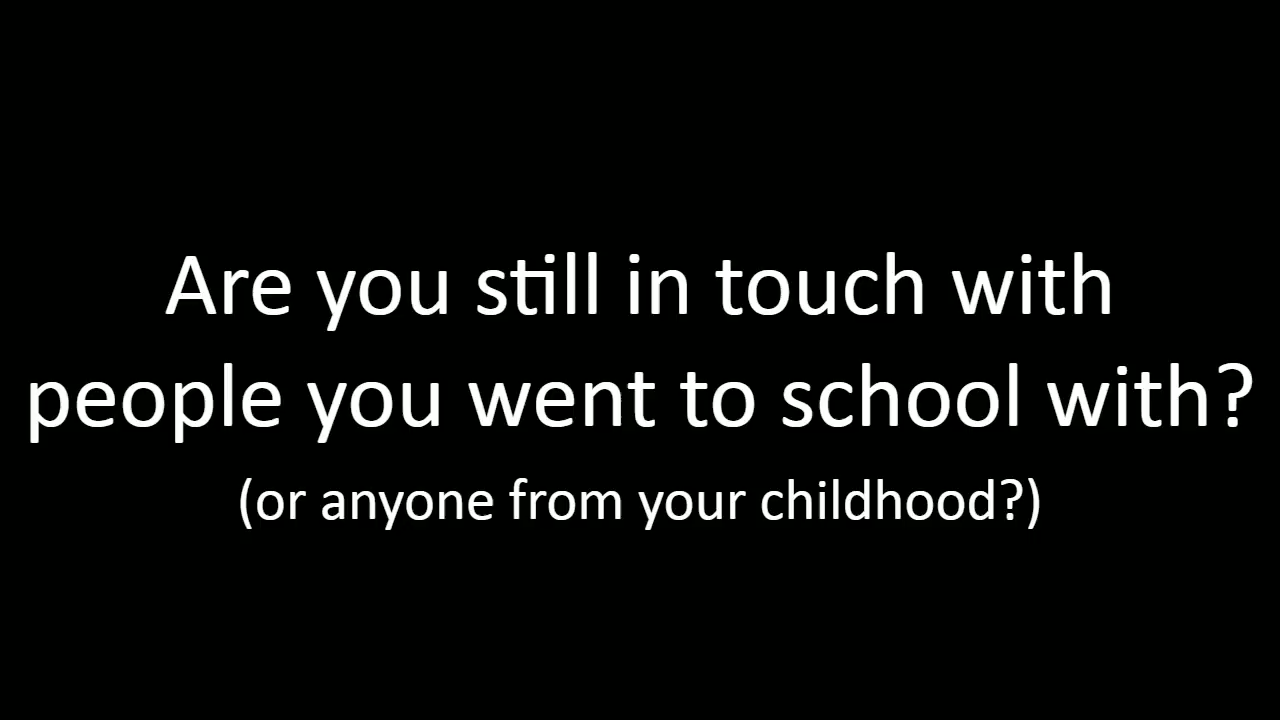 Are you still in touch with
people you went to school with?
(or anyone from your childhood?)